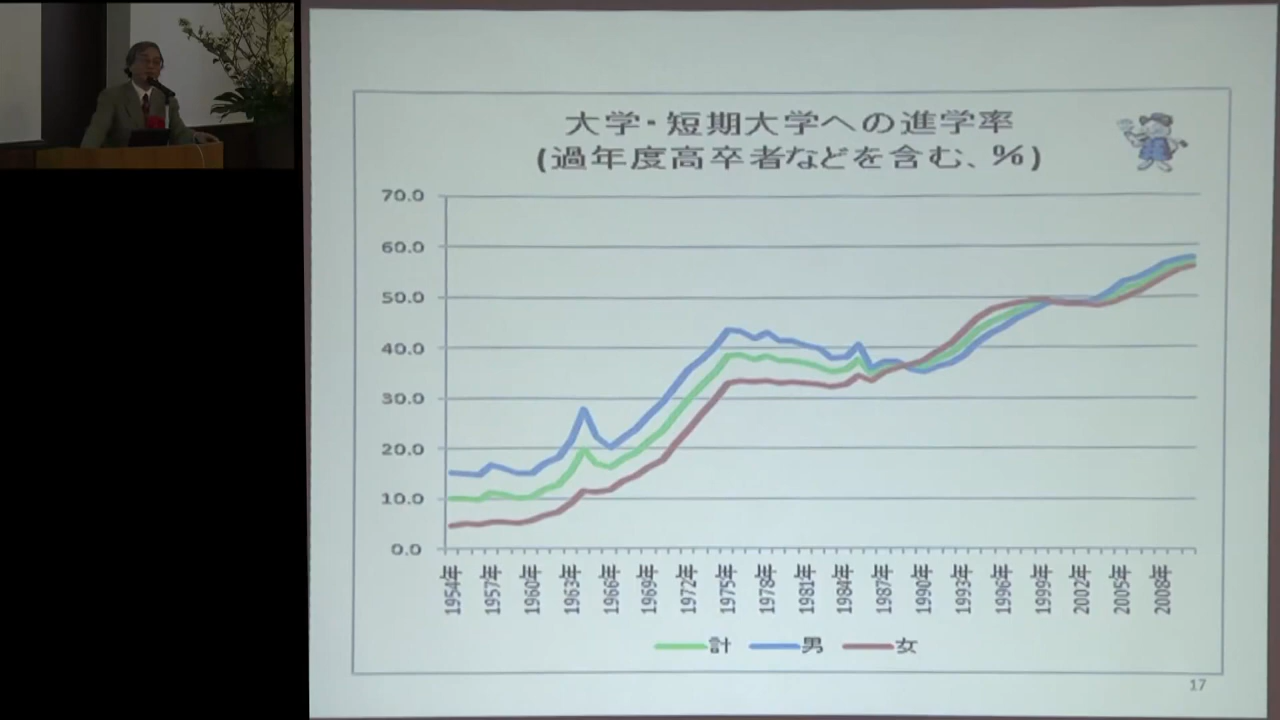 大学・短期大学への進学率
(過年度高卒者などを含む、%)
70.0
60.0
50.0
40.0
30.0
20.0
10.0
0.0
1954年
1957年
1960年
1963年
1966年
1969年
1972年
1975年
1978年
1981年
1984年
1987年
1990年
1993年
1996年
1999年
2002年
2005年
2008年
計 男 女
17